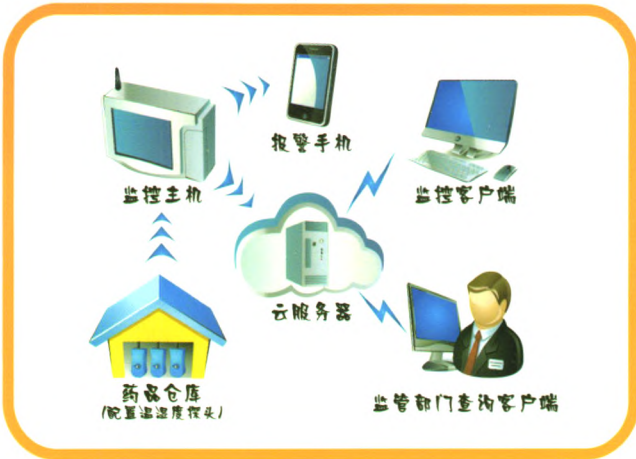 报警手机
监控主机
监控客户端
云服务器
药品仓库
(配置温湿度探头)
监管部门查询客户端